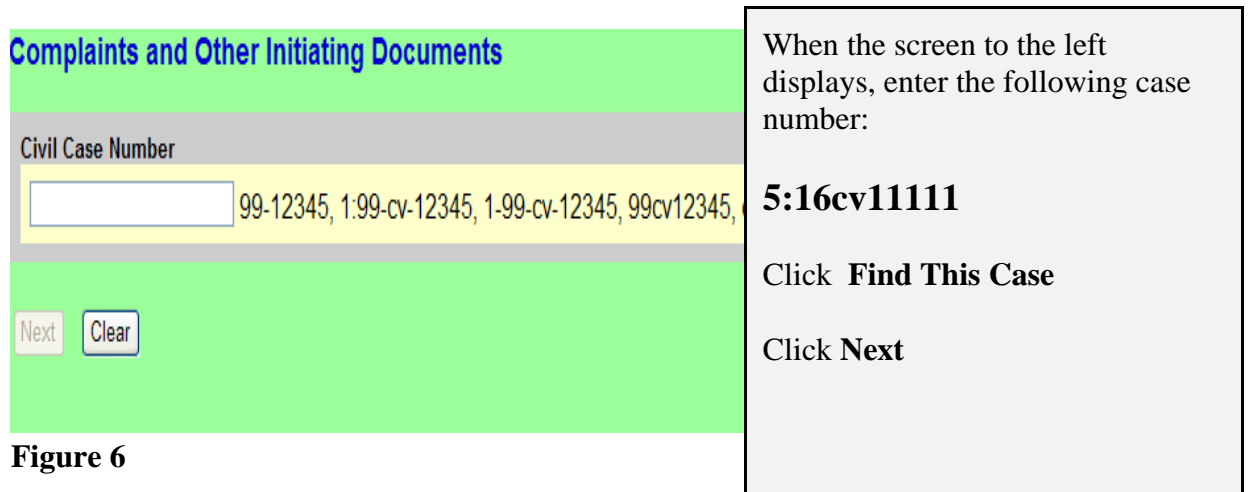 Complaints and Other Initiating Documents
Civil Case Number
99-12345, 1:99-cv-12345, 1-99-cv-12345, 99cv12345,
Next Clear
Figure 6
When the screen to the left
displays, enter the following case
number:
5:16cv11111
Click Find This Case
Click Next